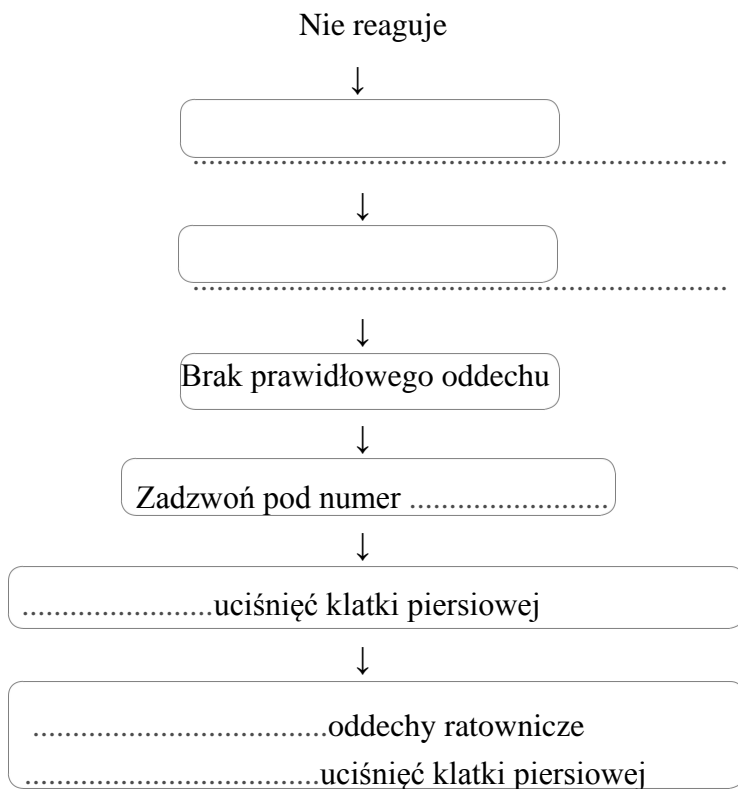 Nie reaguje
↓
...................................................................
↓
...................................................................
↓
Brak prawidłowego oddechu
↓
Zadzwoń pod numer .........................
↓
...........................uciśnięć klatki piersiowej
↓
.....................................oddechy ratownicze
.....................................uciśnięć klatki piersiowej